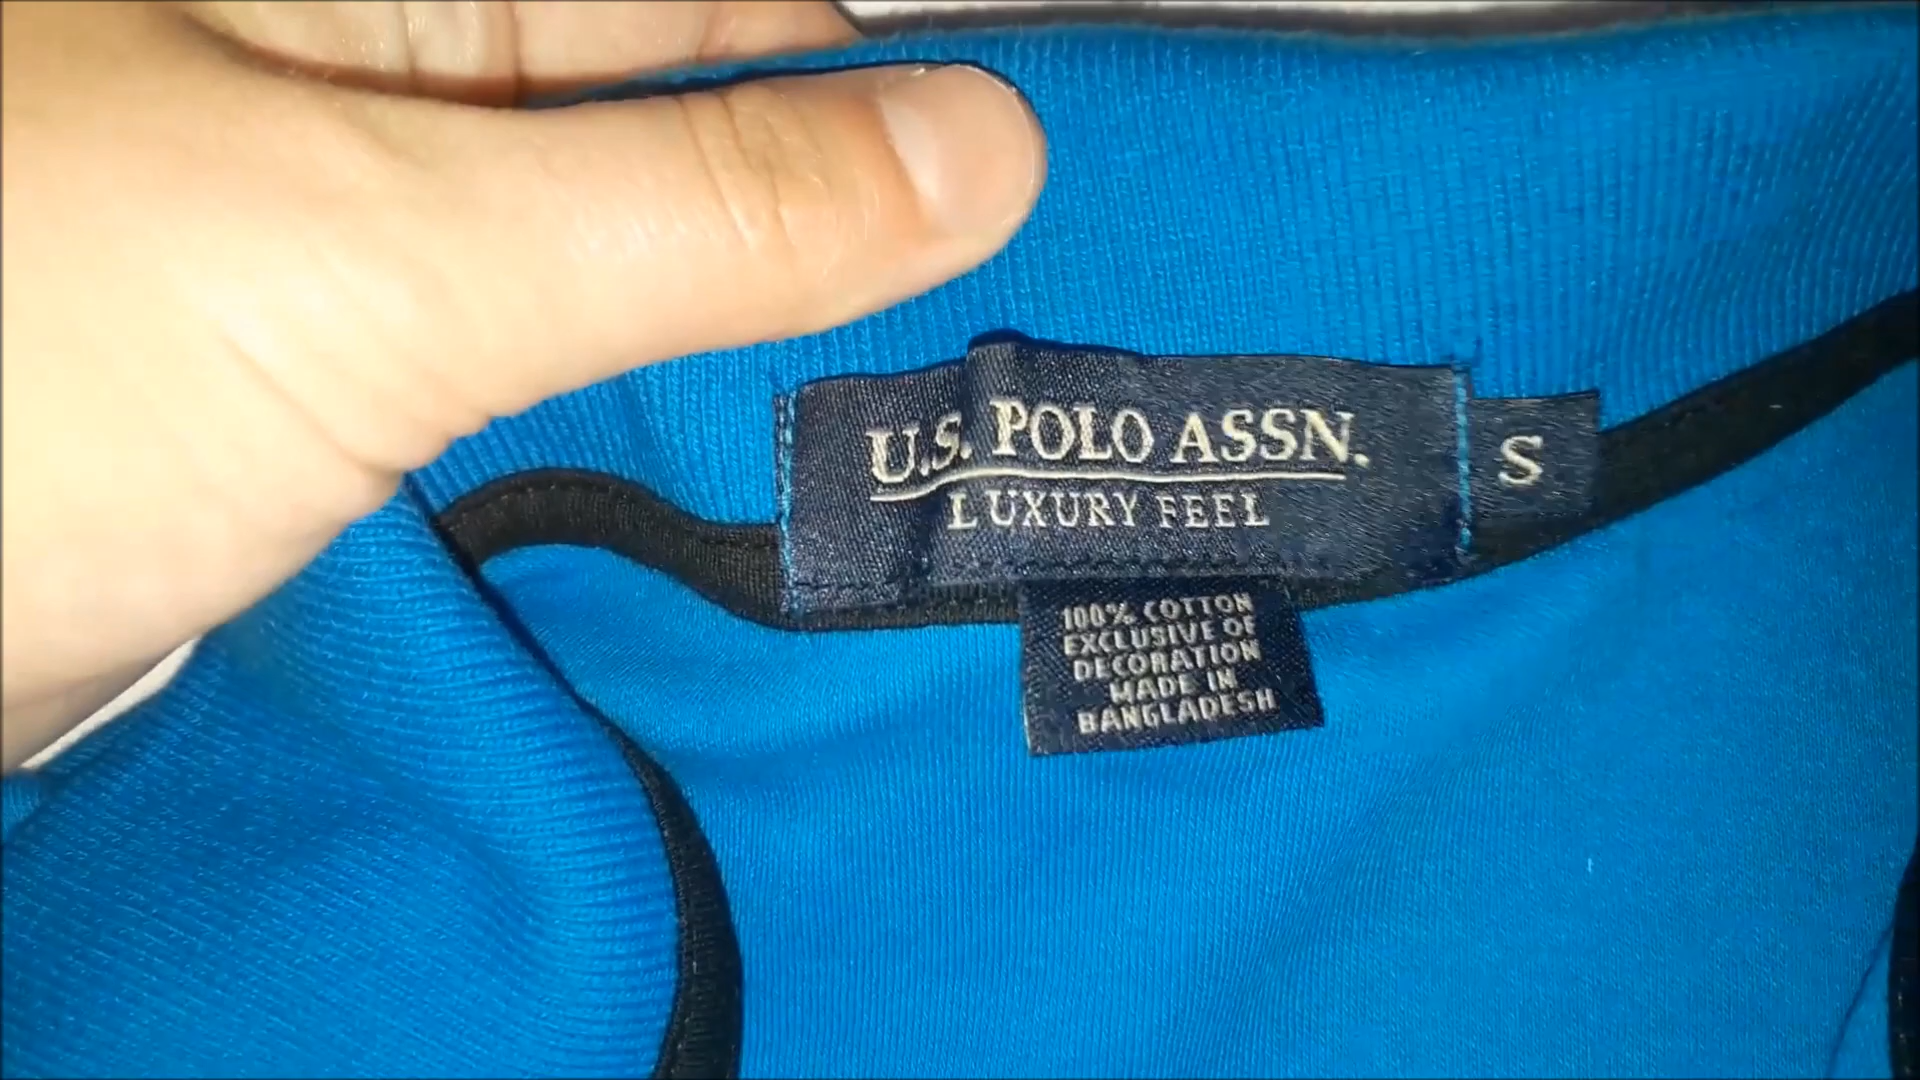 U.S. POLO ASSN.
LUXURY FEEL
S
100% COTTON
EXCLUSIVE OF
DECORATION
MADE IN
BANGLADESH